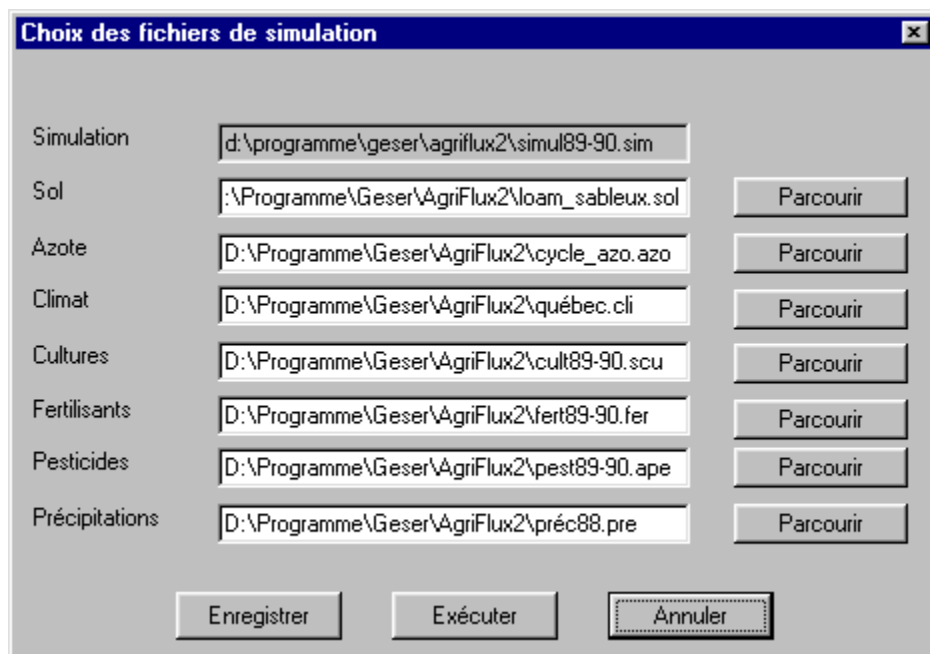 Choix des fichiers de simulation
Simulation d:\programme\geser\agriflux2\simul89-90.sim
Sol :\Programme\Geser\AgriFlux2\loam_sableux.sol Parcourir
Azote D:\Programme\Geser\AgriFlux2\cycle_azo.azo Parcourir
Climat D:\Programme\Geser\AgriFlux2\québec.cli Parcourir
Cultures D:\Programme\Geser\AgriFlux2\cult89-90.scu Parcourir
Fertilisants D:\Programme\Geser\AgriFlux2\fert89-90.fer Parcourir
Pesticides D:\Programme\Geser\AgriFlux2\pest89-90.ape Parcourir
Précipitations D:\Programme\Geser\AgriFlux2\préc88.pre Parcourir
Enregistrer Exécuter Annuler